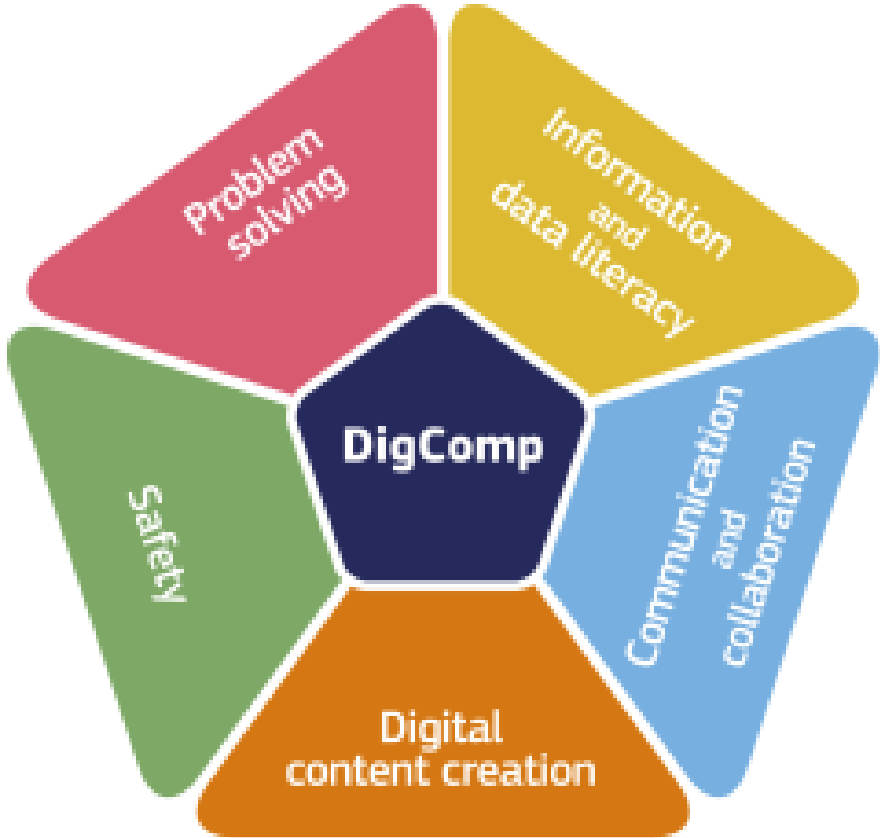 Problem
solving
Information
and
data literacy
DigComp
Safety
Communication
and
collaboration
Digital
content creation